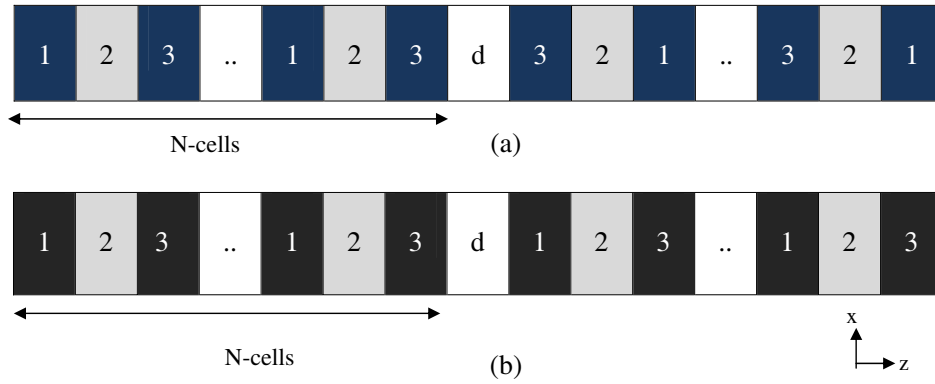 1 2 3 .. 1 2 3 d 3 2 1 .. 3 2 1
N-cells
(a)
1 2 3 .. 1 2 3 d 1 2 3 .. 1 2 3
N-cells
(b)
x
z